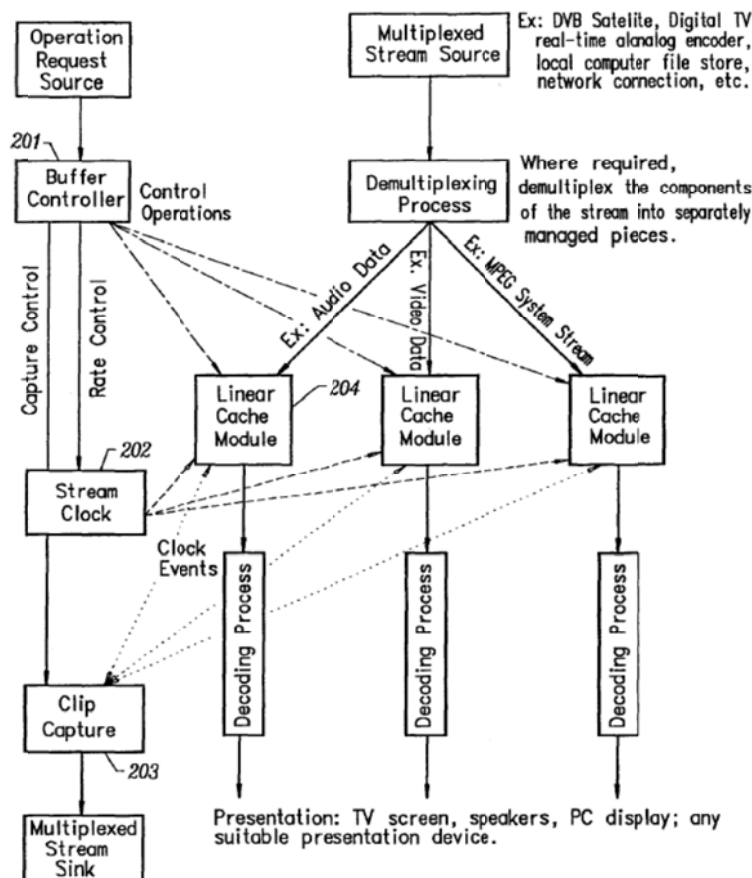 Operation
Request
Source
Multiplexed
Stream Source
Ex: DVB Satelite, Digital TV
real-time alanalog encoder,
local computer file store,
network connection, etc.
201
Buffer
Controller
Control
Operations
Demultiplexing
Process
Where required,
demultiplex the components
of the stream into separately
managed pieces.
Capture Control
Rate Control
Ex: Audio Data
Ex. Video Data
Ex: MPEG System Stream
Linear
Cache
Module
204
Linear
Cache
Module
Linear
Cache
Module
202
Stream
Clock
Clock
Events
Decoding Process
Decoding Process
Decoding Process
Clip
Capture
203
Multiplexed
Stream
Sink
Presentation: TV screen, speakers, PC display; any
suitable presentation device.